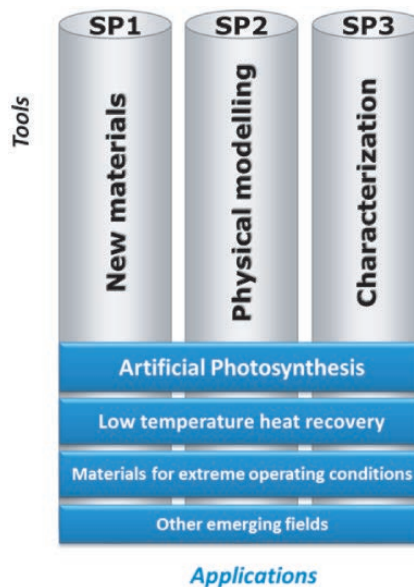 SP1 SP2 SP3
Tools
New materials
Physical modelling
Characterization
Artificial Photosynthesis
Low temperature heat recovery
Materials for extreme operating conditions
Other emerging fields
Applications